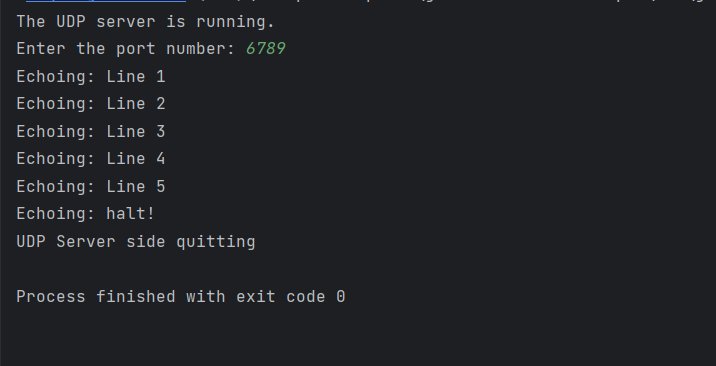 The UDP server is running.
Enter the port number: 6789
Echoing: Line 1
Echoing: Line 2
Echoing: Line 3
Echoing: Line 4
Echoing: Line 5
Echoing: halt!
UDP Server side quitting
Process finished with exit code 0